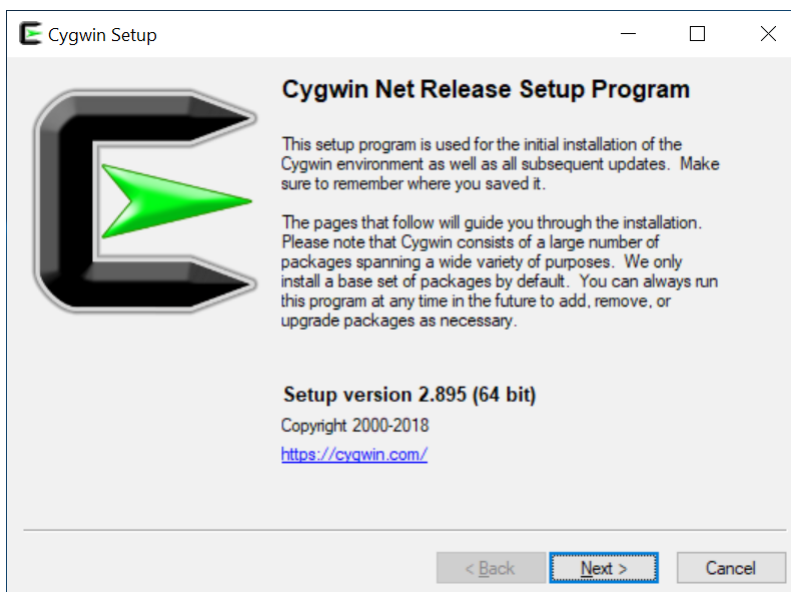 Cygwin Setup
Cygwin Net Release Setup Program
This setup program is used for the initial installation of the
Cygwin environment as well as all subsequent updates.  Make
sure to remember where you saved it.
The pages that follow will guide you through the installation.
Please note that Cygwin consists of a large number of
packages spanning a wide variety of purposes.  We only
install a base set of packages by default.  You can always run
this program at any time in the future to add, remove, or
upgrade packages as necessary.
Setup version 2.895 (64 bit)
Copyright 2000-2018
https://cygwin.com/
< Back   Next >   Cancel